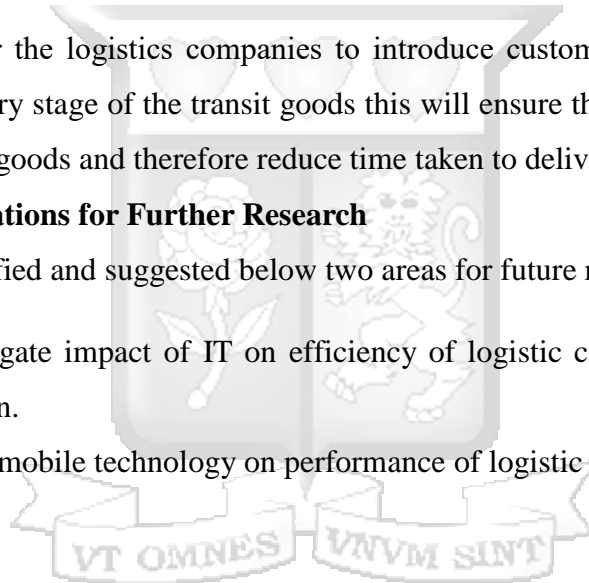 r the logistics companies to introduce custom
ry stage of the transit goods this will ensure th
goods and therefore reduce time taken to deliv
ations for Further Research
fied and suggested below two areas for future r
gate impact of IT on efficiency of logistic c
n.
mobile technology on performance of logistic
VT OMNES VNVM SINT